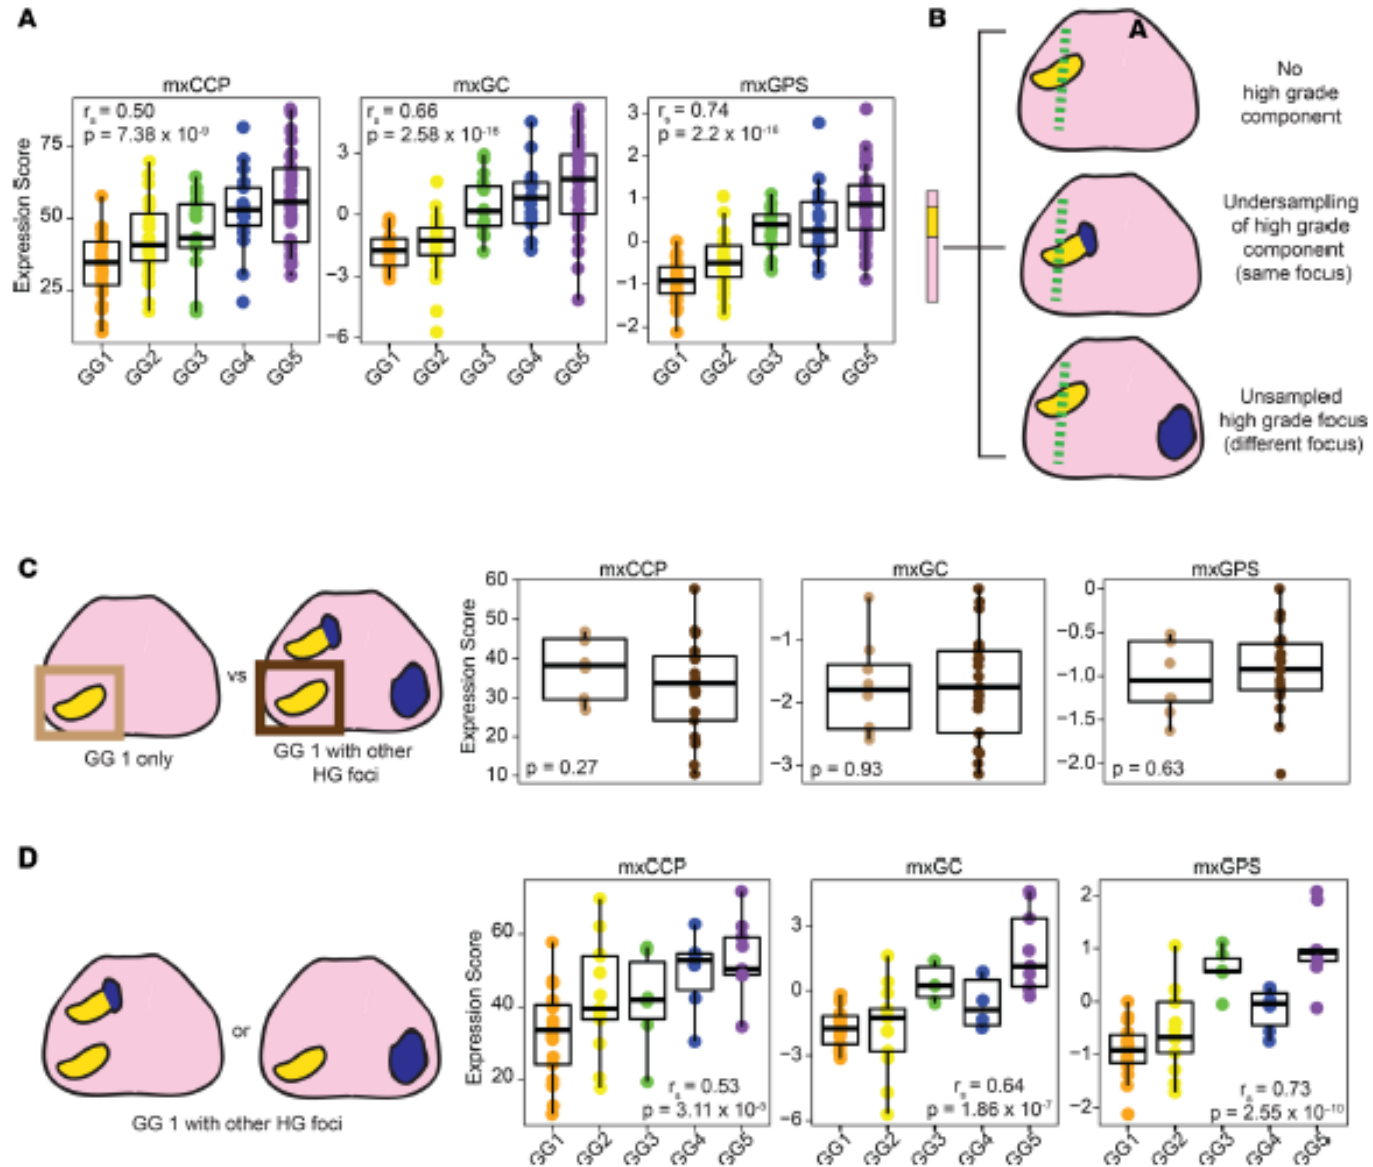 A
mxCCP
mxGC
mxGPS
Expression Score
75
50
25
rs = 0.50
p = 7.38 x 10-9
3
0
−3
−6
rs = 0.66
p = 2.58 x 10-16
3
2
1
0
−1
−2
rs = 0.74
p = 2.2 x 10-16
GG1 GG2 GG3 GG4 GG5
GG1 GG2 GG3 GG4 GG5
GG1 GG2 GG3 GG4 GG5
B
A
No
high grade
component
Undersampling
of high grade
component
(same focus)
Unsampled
high grade focus
(different focus)
C
vs
GG 1 only
GG 1 with other
HG foci
mxCCP
mxGC
mxGPS
Expression Score
60
50
40
30
20
10
p = 0.27
−1
−2
−3
p = 0.93
0
−0.5
−1.0
−1.5
−2.0
p = 0.63
D
or
GG 1 with other HG foci
mxCCP
mxGC
mxGPS
Expression Score
60
40
20
rs = 0.53
p = 3.11 x 10-5
3
0
−3
−6
rs = 0.64
p = 1.86 x 10-7
2
1
0
−1
−2
rs = 0.73
p = 2.55 x 10−10
GG1 GG2 GG3 GG4 GG5
GG1 GG2 GG3 GG4 GG5
GG1 GG2 GG3 GG4 GG5